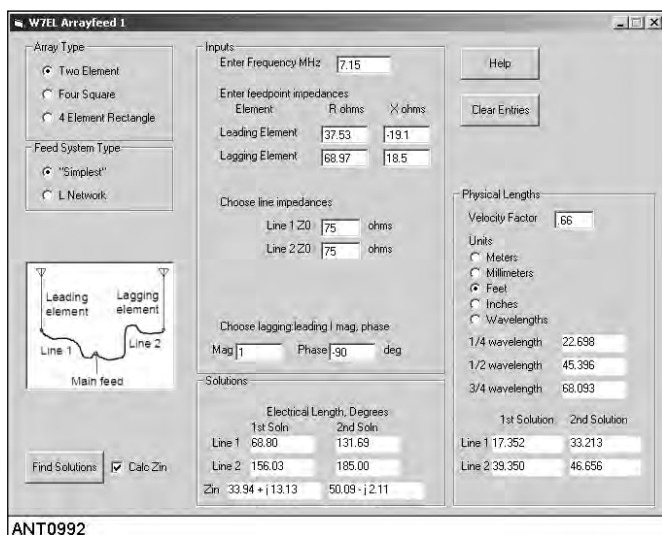 W7EL Arrayfeed 1
Array Type
Two Element
Four Square
4 Element Rectangle
Feed System Type
"Simplest"
L Network
Leading element
Lagging element
Line 1
Line 2
Main feed
Find Solutions
Calc Zin
Inputs
Enter Frequency MHz 7.15
Enter feedpoint impedances
Element R ohms X ohms
Leading Element 37.53 -19.1
Lagging Element 68.97 18.5
Choose line impedances
Line 1 Z0 75 ohms
Line 2 Z0 75 ohms
Choose lagging:leading I mag, phase
Mag 1 Phase -90 deg
Solutions
Electrical Length, Degrees
1st Soln 2nd Soln
Line 1 68.80 131.69
Line 2 156.03 185.00
Zin 33.94 + j 13.13 50.09 - j 2.11
Help
Clear Entries
Physical Lengths
Velocity Factor .66
Units
Meters
Millimeters
Feet
Inches
Wavelengths
1/4 wavelength 22.698
1/2 wavelength 45.396
3/4 wavelength 68.093
1st Solution 2nd Solution
Line 1 17.352 33.213
Line 2 39.350 46.656
ANT0992